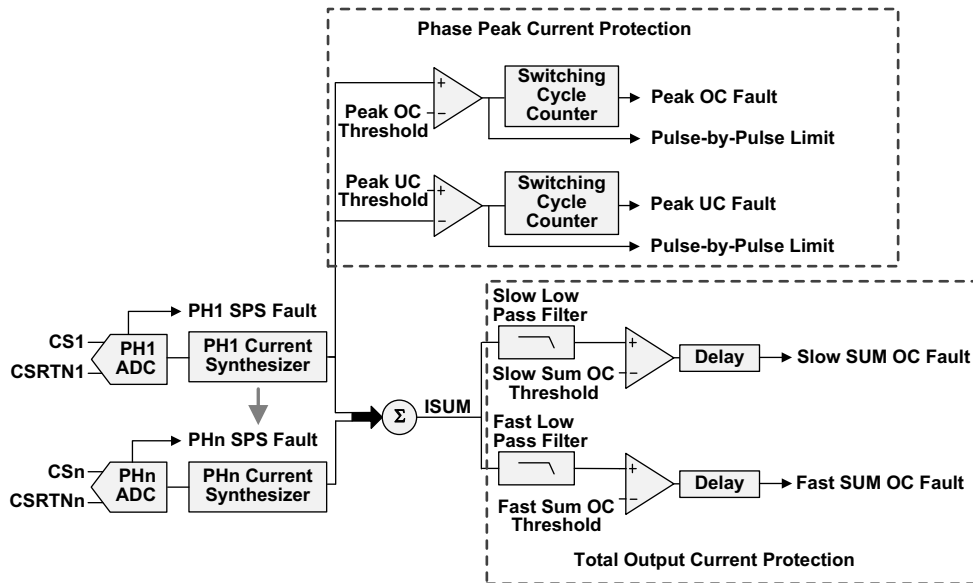 Phase Peak Current Protection
Peak OC
Threshold
+
−
Switching
Cycle
Counter
Peak OC Fault
Pulse-by-Pulse Limit
Peak UC
Threshold
+
−
Switching
Cycle
Counter
Peak UC Fault
Pulse-by-Pulse Limit
PH1 SPS Fault
CS1
CSRTN1
PH1
ADC
PH1 Current
Synthesizer
PHn SPS Fault
CSn
CSRTNn
PHn
ADC
PHn Current
Synthesizer
Σ
ISUM
Slow Low
Pass Filter
+
−
Slow Sum OC
Threshold
Delay
Slow SUM OC Fault
Fast Low
Pass Filter
+
−
Fast Sum OC
Threshold
Delay
Fast SUM OC Fault
Total Output Current Protection